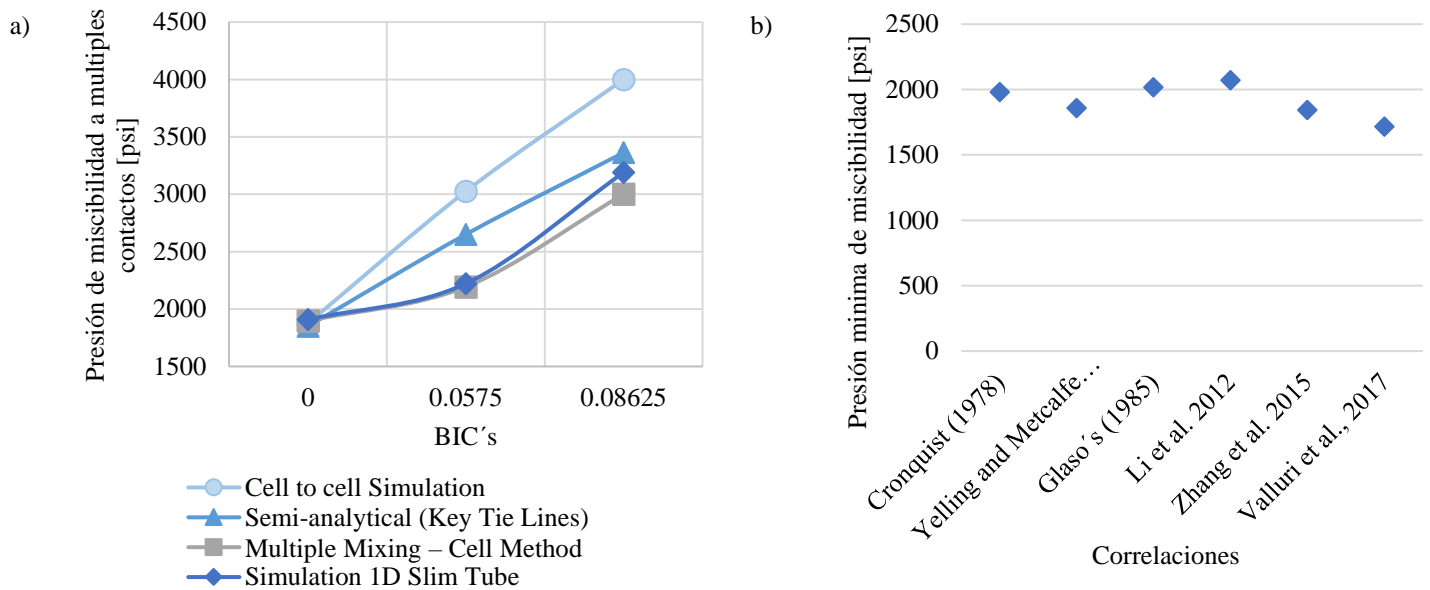 a)
Presión de miscibilidad a multiples
contactos [psi]
4500
4000
3500
3000
2500
2000
1500
0
0.0575
0.08625
BIC´s
Cell to cell Simulation
Semi-analytical (Key Tie Lines)
Multiple Mixing – Cell Method
Simulation 1D Slim Tube
b)
Presión minima de miscibilidad [psi]
2500
2000
1500
1000
500
0
Cronquist (1978)
Yelling and Metcalfe…
Glaso´s (1985)
Li et al. 2012
Zhang et al. 2015
Valluri et al., 2017
Correlaciones